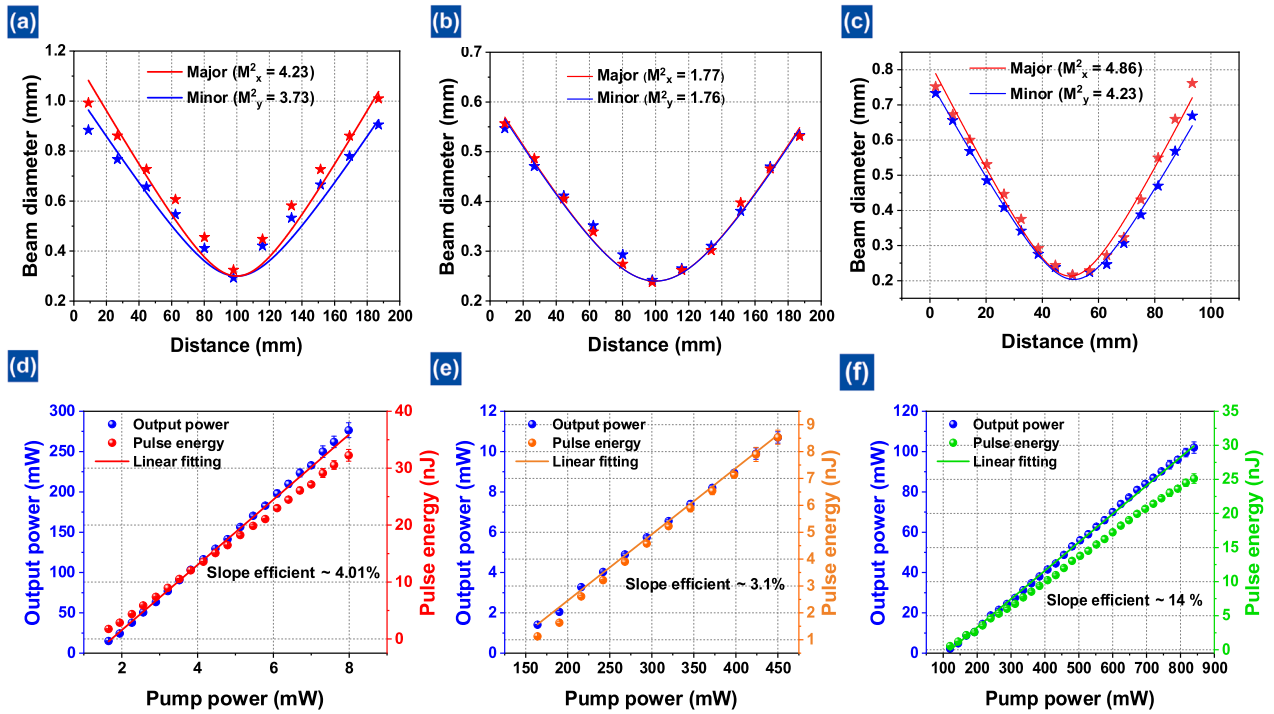 (a)
Beam diameter (mm)
1.2
1.0
0.8
0.6
0.4
0.2
Major (M²x = 4.23)
Minor (M²y = 3.73)
0 20 40 60 80 100 120 140 160 180 200
Distance (mm)
(b)
Beam diameter (mm)
0.7
0.6
0.5
0.4
0.3
0.2
Major (M²x = 1.77)
Minor (M²y = 1.76)
0 20 40 60 80 100 120 140 160 180 200
Distance (mm)
(c)
Beam diameter (mm)
0.8
0.7
0.6
0.5
0.4
0.3
0.2
Major (M²x = 4.86)
Minor (M²y = 4.23)
0 20 40 60 80 100
Distance (mm)
(d)
Output power (mW)
300
250
200
150
100
50
0
Output power
Pulse energy
Linear fitting
Slope efficient ~ 4.01%
40
30
20
10
0
Pulse energy (nJ)
2 4 6 8
Pump power (mW)
(e)
Output power (mW)
12
10
8
6
4
2
0
Output power
Pulse energy
Linear fitting
Slope efficient ~ 3.1%
9
8
7
6
5
4
3
2
1
Pulse energy (nJ)
150 200 250 300 350 400 450
Pump power (mW)
(f)
Output power (mW)
120
100
80
60
40
20
0
Output power
Pulse energy
Linear fitting
Slope efficient ~ 14 %
35
30
25
20
15
10
5
0
Pulse energy (nJ)
100 200 300 400 500 600 700 800 900
Pump power (mW)